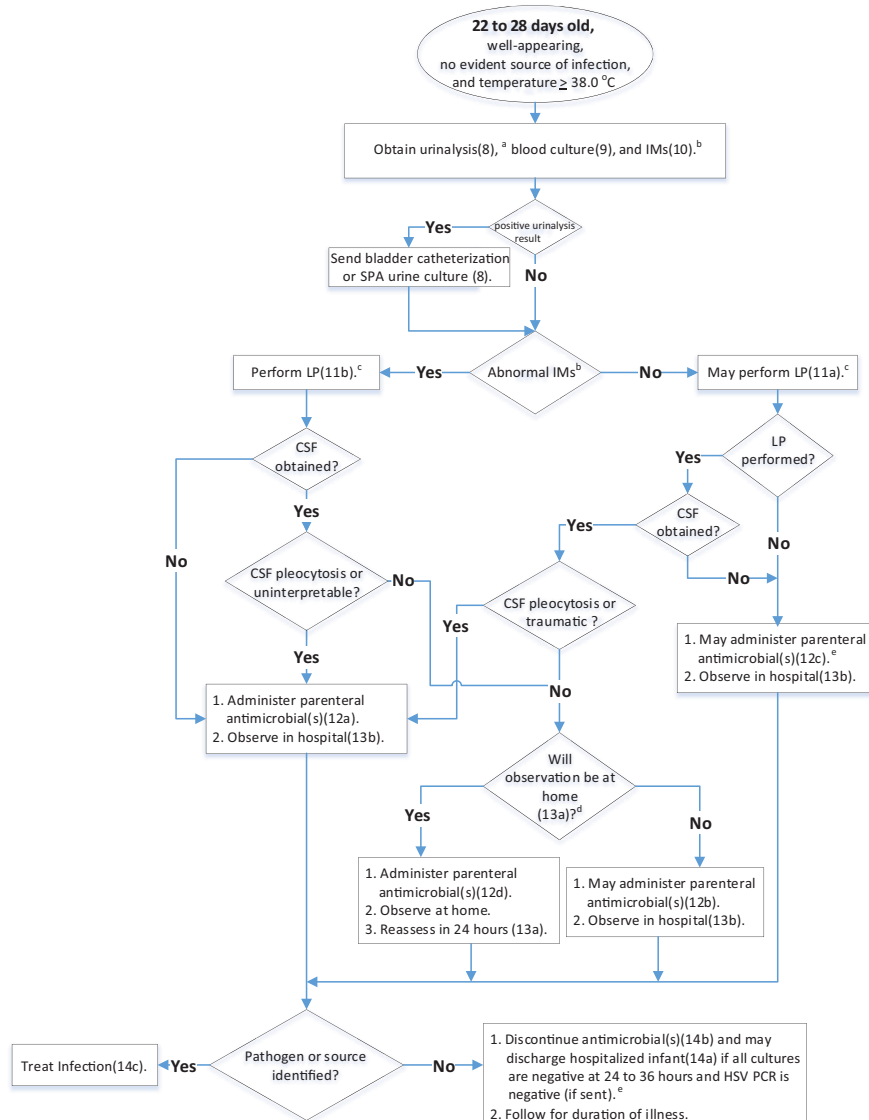 22 to 28 days old,
well-appearing,
no evident source of infection,
and temperature ≥ 38.0 °C
Obtain urinalysis(8), a blood culture(9), and IMs(10).b
positive urinalysis
result
Yes
Send bladder catheterization
or SPA urine culture (8).
No
Abnormal IMsb
Yes
Perform LP(11b).c
No
May perform LP(11a).c
CSF
obtained?
LP
performed?
Yes
CSF
obtained?
Yes
Yes
No
No
No
CSF pleocytosis or
uninterpretable?
No
CSF pleocytosis or
traumatic ?
Yes
Yes
No
1. May administer parenteral
antimicrobial(s)(12c).e
2. Observe in hospital(13b).
1. Administer parenteral
antimicrobial(s)(12a).
2. Observe in hospital(13b).
Will
observation be at
home
(13a)?d
Yes
No
1. Administer parenteral
antimicrobial(s)(12d).
2. Observe at home.
3. Reassess in 24 hours (13a).
1. May administer parenteral
antimicrobial(s)(12b).
2. Observe in hospital(13b).
Pathogen or source
identified?
Yes
Treat Infection(14c).
No
1. Discontinue antimicrobial(s)(14b) and may
discharge hospitalized infant(14a) if all cultures
are negative at 24 to 36 hours and HSV PCR is
negative (if sent).e
2. Follow for duration of illness.